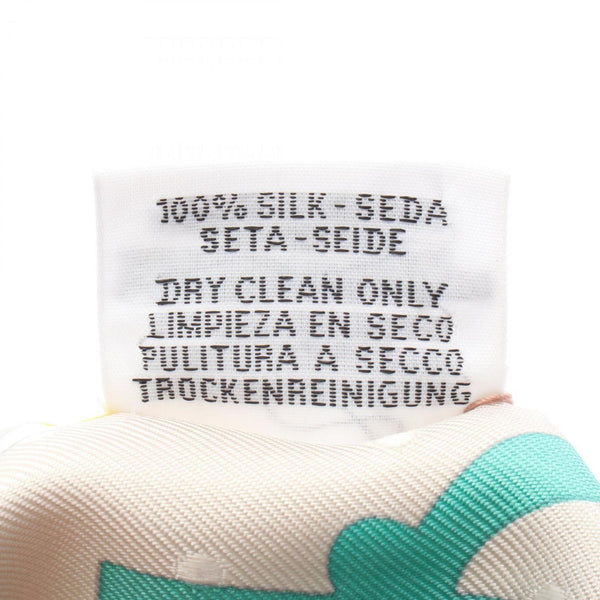 100% SILK - SEDA
SETA - SEIDE
DRY CLEAN ONLY
LIMPIEZA EN SECO
PULITURA A SECCO
TROCKENREINIGUNG